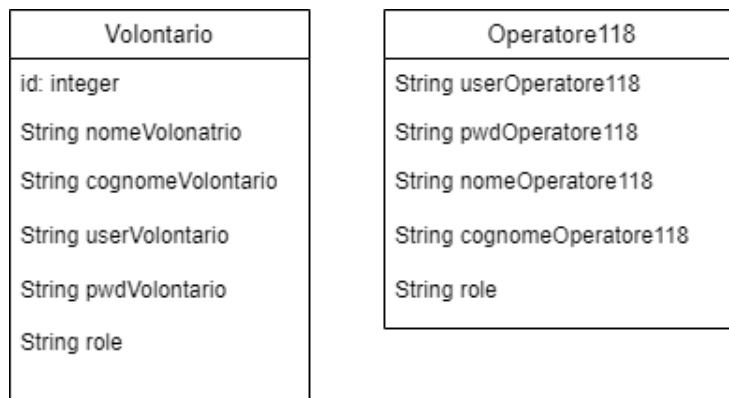 Volontario
id: integer
String nomeVolonatrio
String cognomeVolontario
String userVolontario
String pwdVolontario
String role
Operatore118
String userOperatore118
String pwdOperatore118
String nomeOperatore118
String cognomeOperatore118
String role